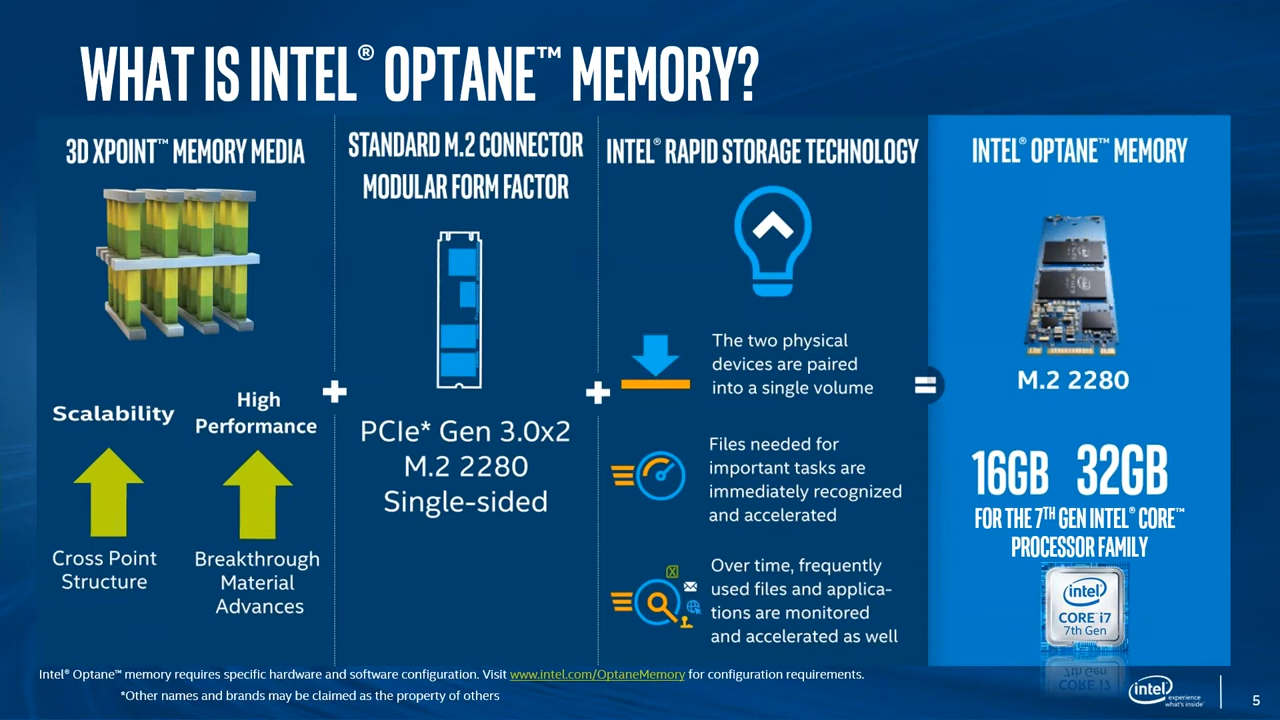 WHAT IS INTEL® OPTANE™ MEMORY?
3D XPOINT™ MEMORY MEDIA
Scalability
High
Performance
Cross Point
Structure
Breakthrough
Material
Advances
+
STANDARD M.2 CONNECTOR
MODULAR FORM FACTOR
PCIe* Gen 3.0x2
M.2 2280
Single-sided
+
INTEL® RAPID STORAGE TECHNOLOGY
The two physical
devices are paired
into a single volume
Files needed for
important tasks are
immediately recognized
and accelerated
Over time, frequently
used files and applica-
tions are monitored
and accelerated as well
=
INTEL® OPTANE™ MEMORY
M.2 2280
16GB 32GB
FOR THE 7TH GEN INTEL® CORE™
PROCESSOR FAMILY
intel
CORE i7
7th Gen
Intel® Optane™ memory requires specific hardware and software configuration. Visit www.intel.com/OptaneMemory for configuration requirements.
*Other names and brands may be claimed as the property of others
intel experience
what's inside™
5